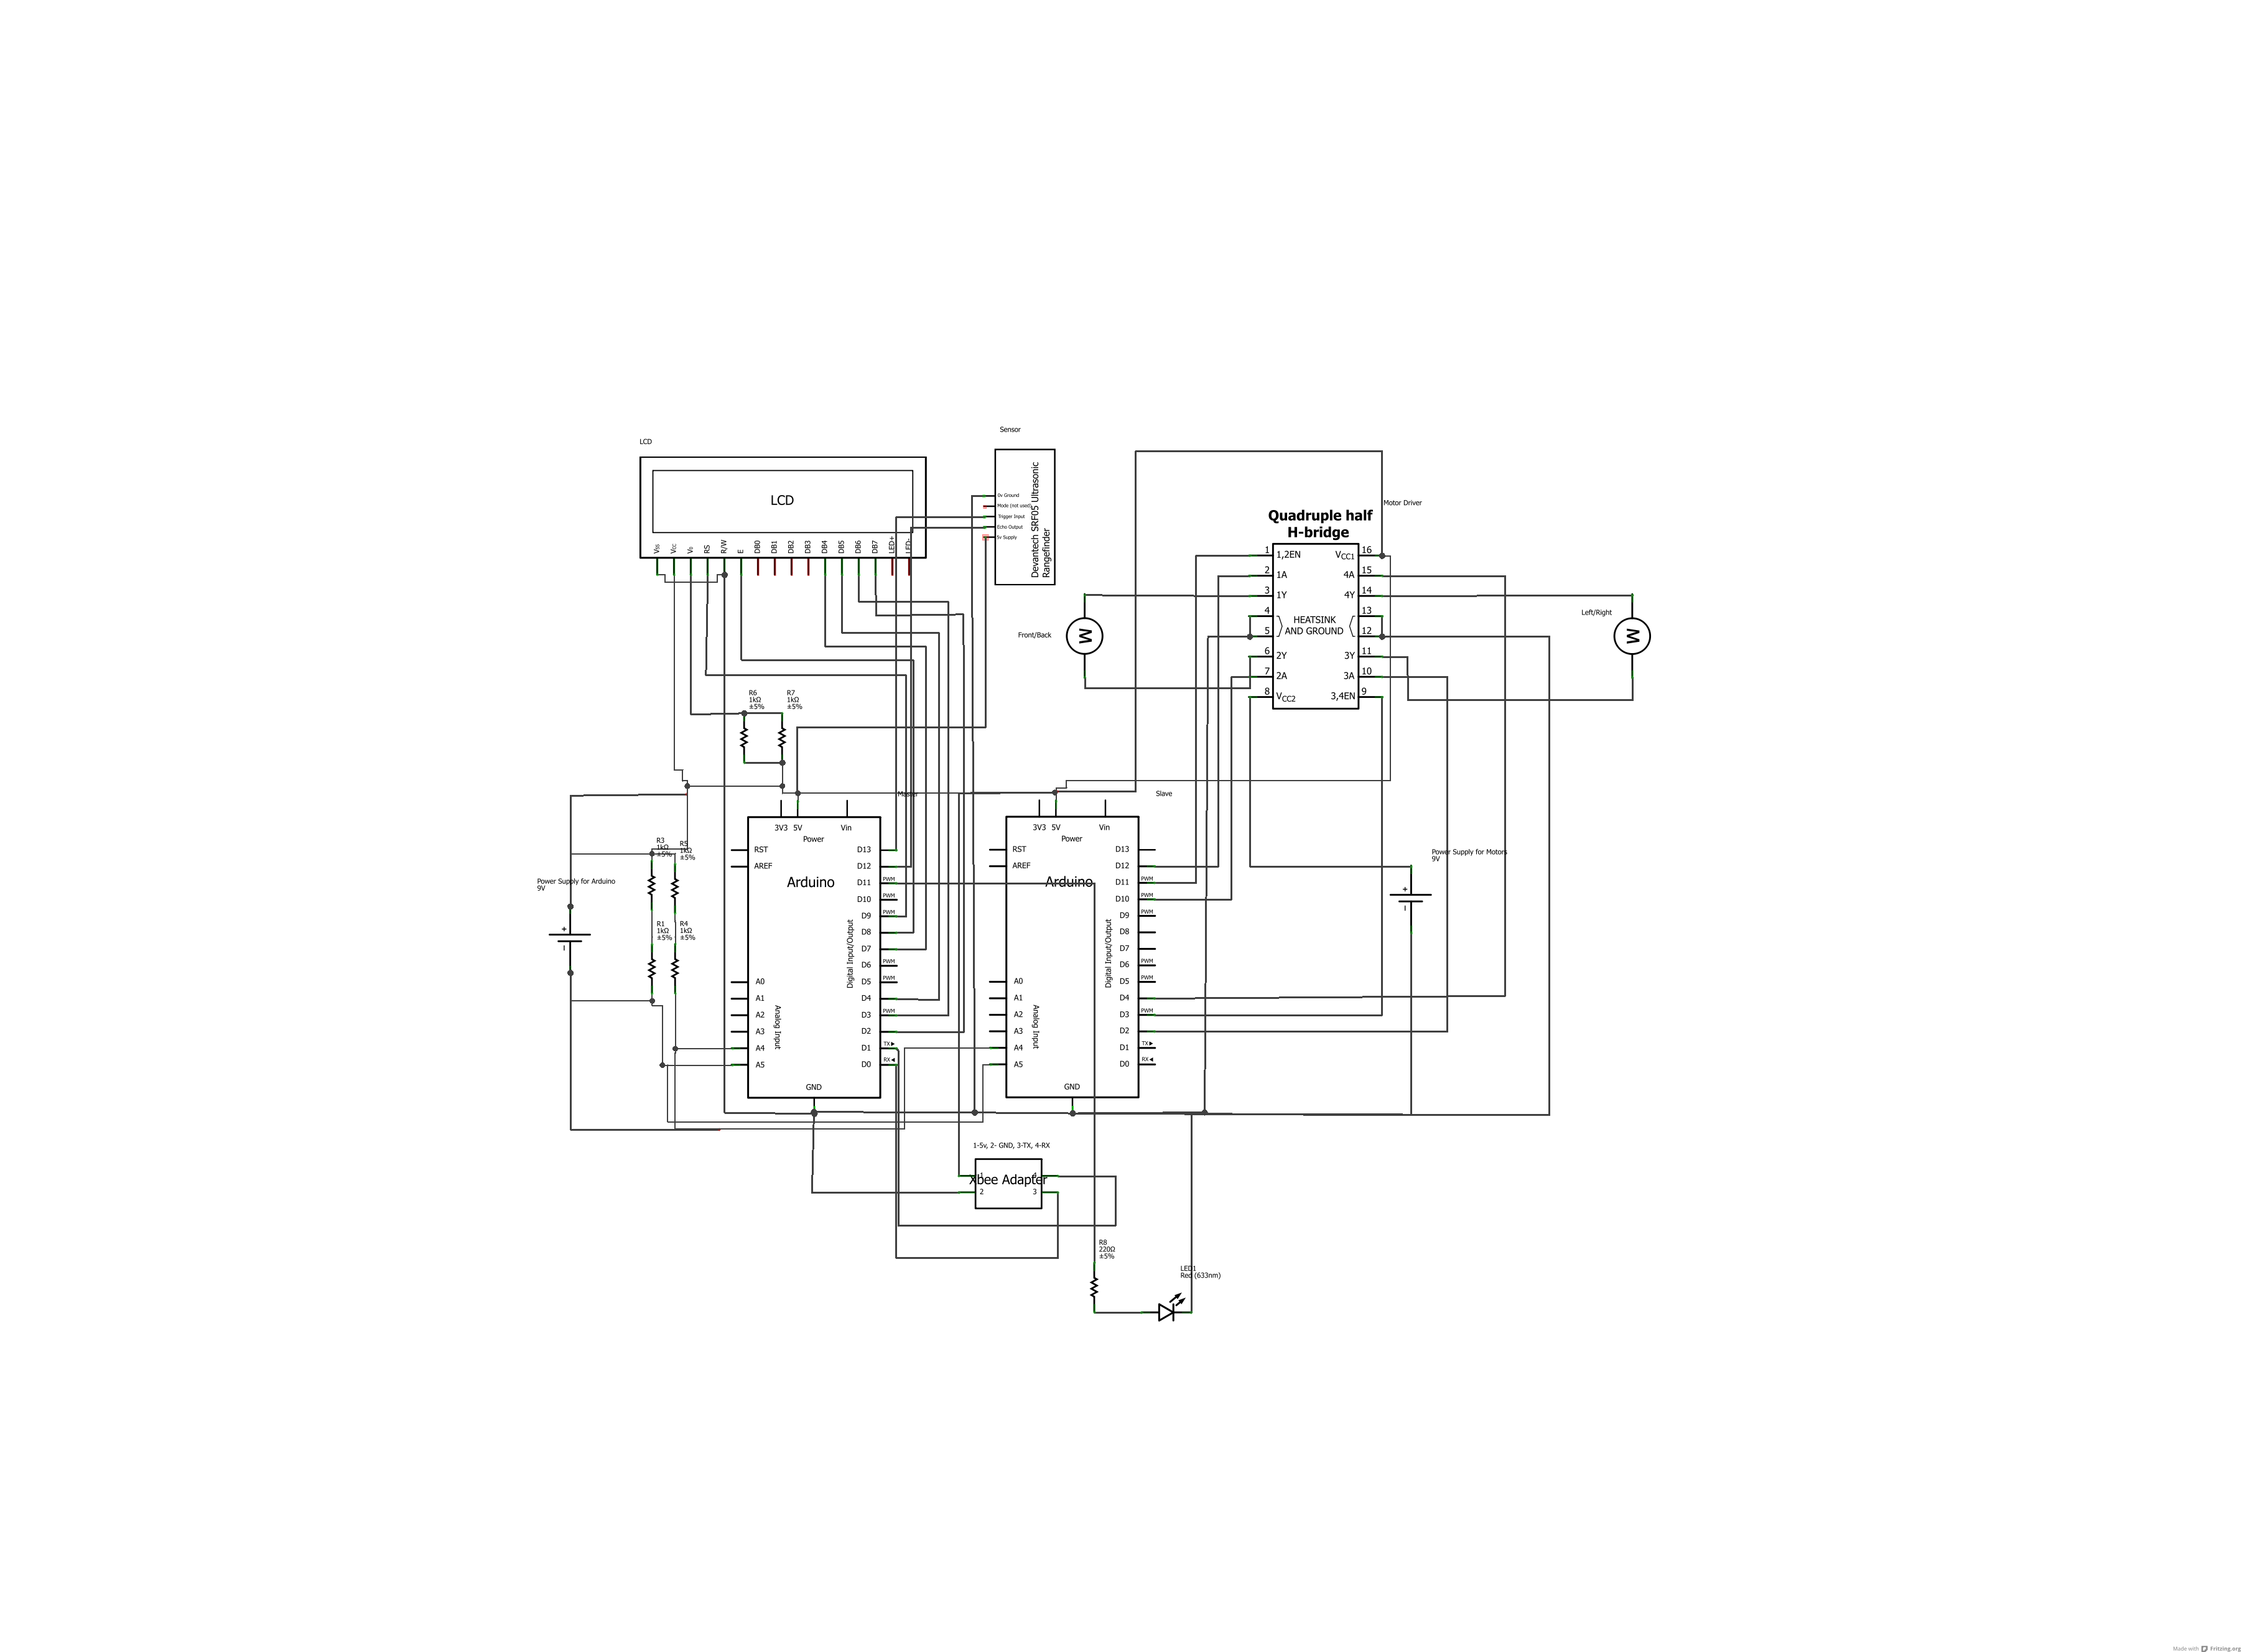 Sensor
LCD
LCD
Vss
Vcc
V0
RS
R/W
E
DB0
DB1
DB2
DB3
DB4
DB5
DB6
DB7
LED+
LED-
0v Ground
Mode (not used)
Trigger Input
Echo Output
5v Supply
Devantech SRF05 Ultrasonic
Rangefinder
Motor Driver
Quadruple half
H-bridge
1 1,2EN VCC1 16
2 1A 4A 15
3 1Y 4Y 14
4 13
HEATSINK
AND GROUND
5 12
6 2Y 3Y 11
7 2A 3A 10
8 VCC2 3,4EN 9
Front/Back
M
Left/Right
M
R6
1kΩ
±5%
R7
1kΩ
±5%
Master
3V3 5V Vin
Power
RST D13
AREF D12
Arduino
PWM D11
PWM D10
PWM D9
D8
D7
PWM D6
PWM D5
D4
PWM D3
D2
TX D1
RX D0
A0
A1
A2
A3
A4
A5
Analog Input
Digital Input/Output
GND
Slave
3V3 5V Vin
Power
RST D13
AREF D12
Arduino
PWM D11
PWM D10
PWM D9
D8
D7
PWM D6
PWM D5
D4
PWM D3
D2
TX D1
RX D0
A0
A1
A2
A3
A4
A5
Analog Input
Digital Input/Output
GND
R3
1kΩ
±5%
R5
1kΩ
±5%
Power Supply for Arduino
9V
R1
1kΩ
±5%
R4
1kΩ
±5%
Power Supply for Motors
9V
1-5v, 2- GND, 3-TX, 4-RX
Xbee Adapter
1 4
2 3
R8
220Ω
±5%
LED1
Red (633nm)
Made with Fritzing.org